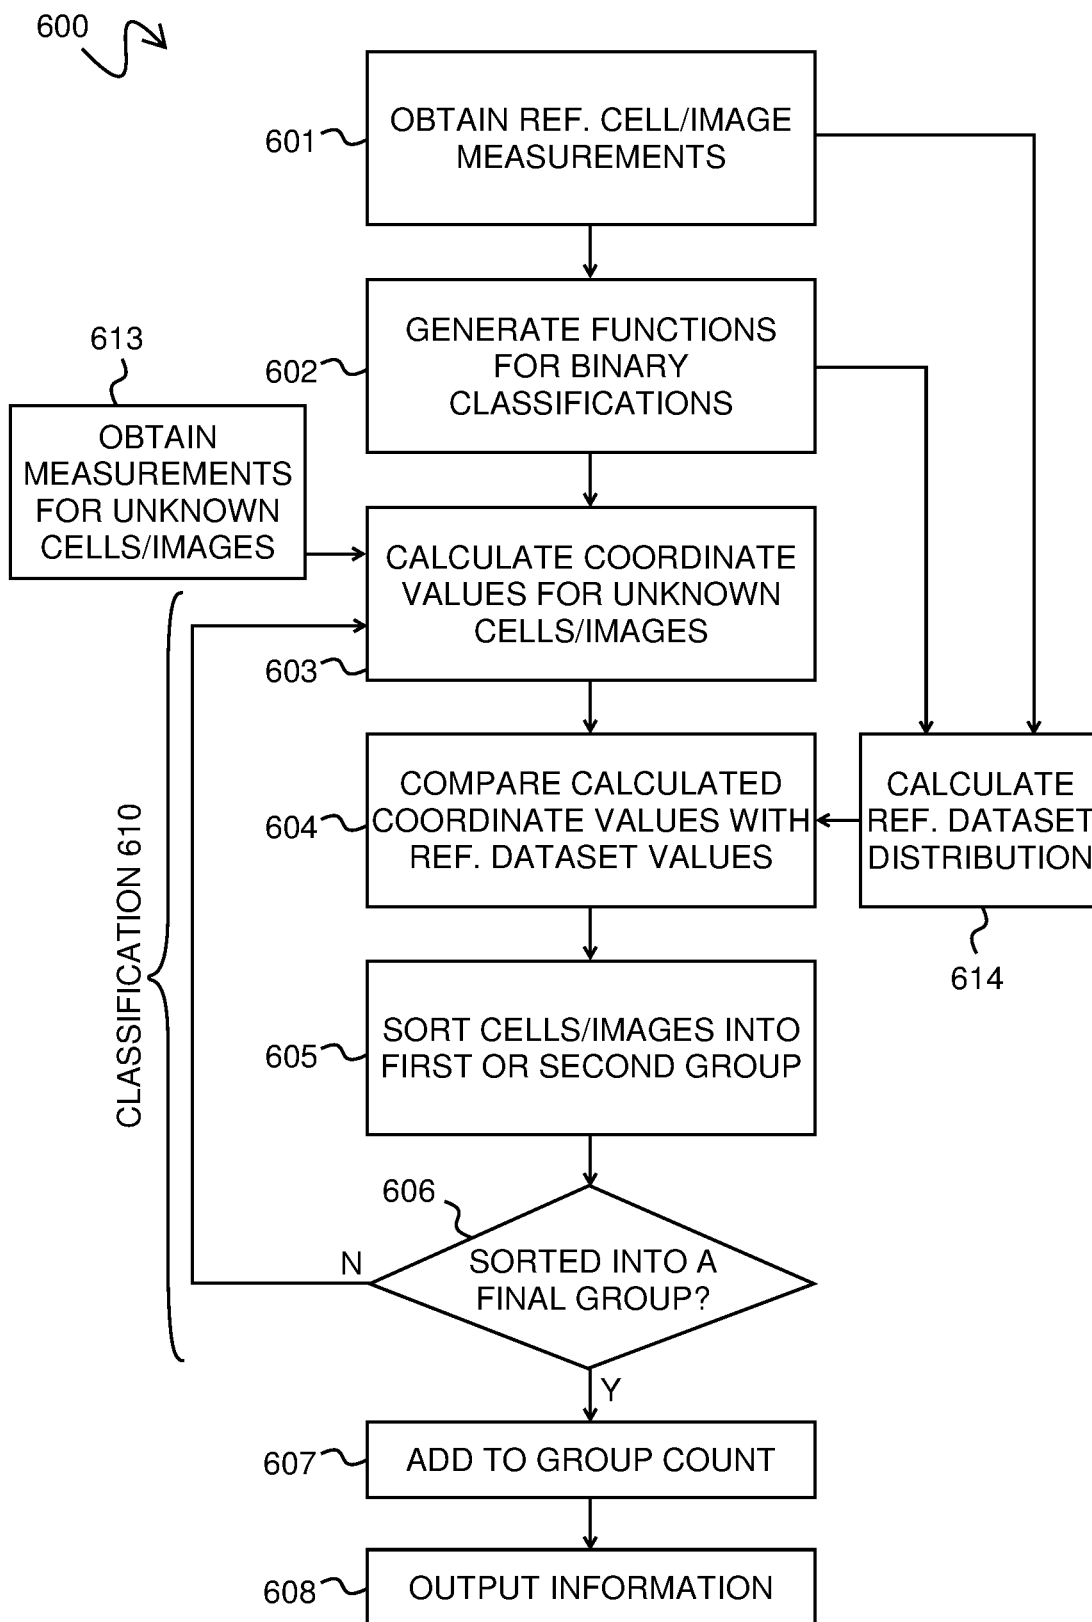 600
601
OBTAIN REF. CELL/IMAGE
MEASUREMENTS
602
GENERATE FUNCTIONS
FOR BINARY
CLASSIFICATIONS
613
OBTAIN
MEASUREMENTS
FOR UNKNOWN
CELLS/IMAGES
603
CALCULATE COORDINATE
VALUES FOR UNKNOWN
CELLS/IMAGES
604
COMPARE CALCULATED
COORDINATE VALUES WITH
REF. DATASET VALUES
CALCULATE
REF. DATASET
DISTRIBUTION
614
CLASSIFICATION 610
605
SORT CELLS/IMAGES INTO
FIRST OR SECOND GROUP
606
SORTED INTO A
FINAL GROUP?
N
Y
607
ADD TO GROUP COUNT
608
OUTPUT INFORMATION